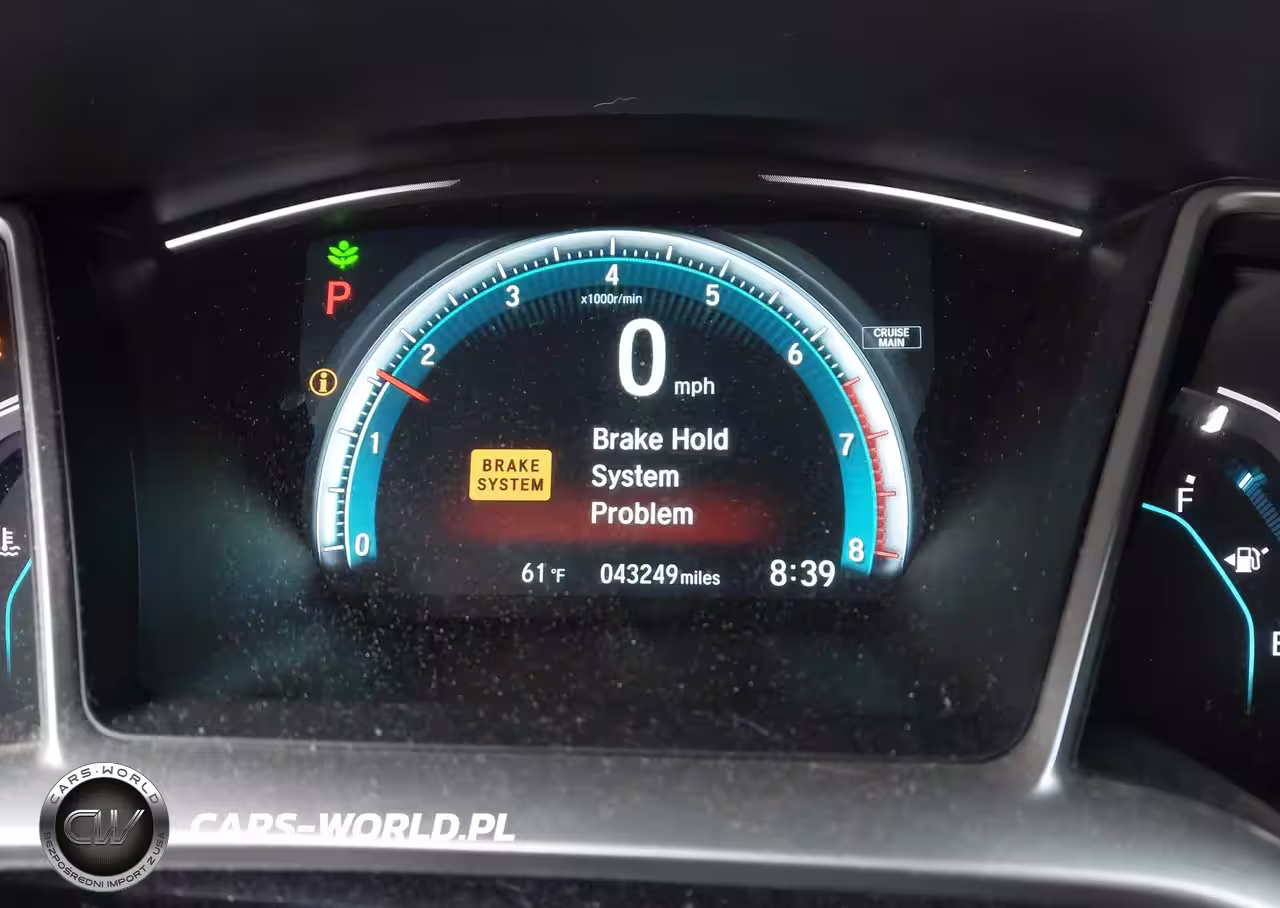 P
4
3
5
x1000r/min
2
6
0
mph
CRUISE
MAIN
1
7
Brake Hold
System
Problem
BRAKE
SYSTEM
0
8
61°F
043249 miles
8:39
F
E
CARS-WORLD
CW
BEZPOŚREDNI IMPORT Z USA
CARS-WORLD.PL